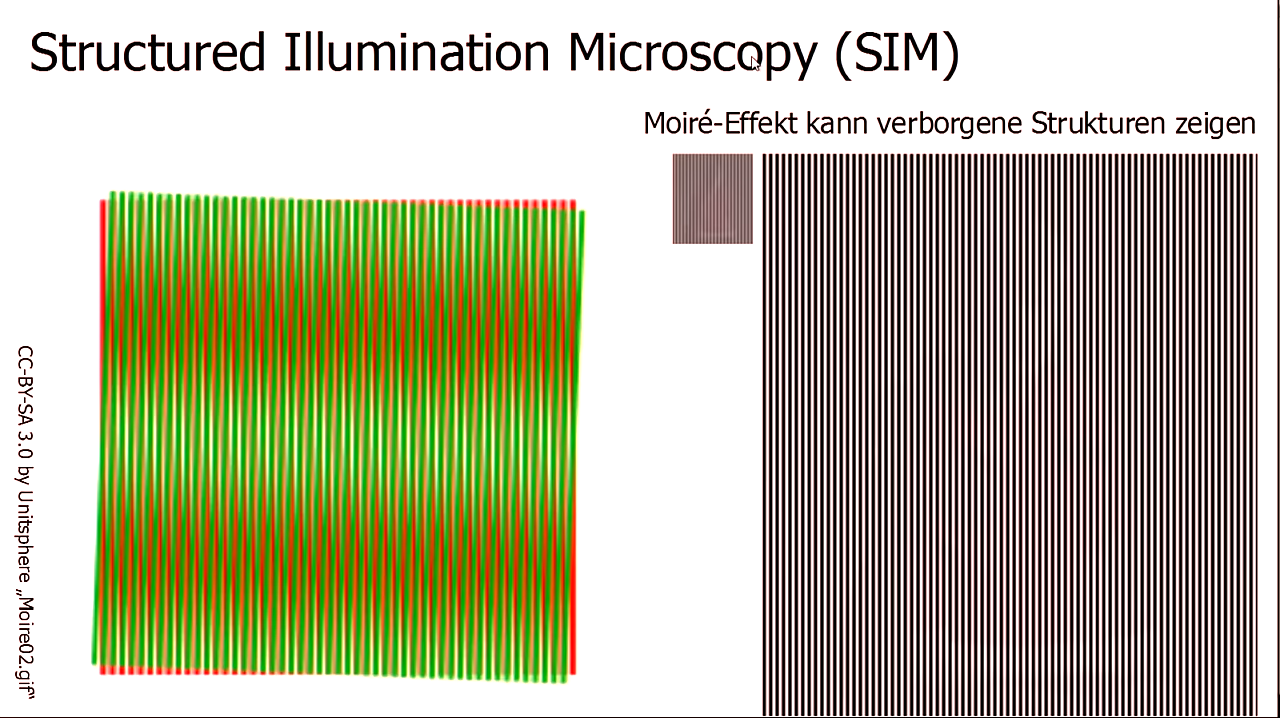 Structured Illumination Microscopy (SIM)
Moiré-Effekt kann verborgene Strukturen zeigen
CC-BY-SA 3.0 by Unitsphere „Moire02.gif“